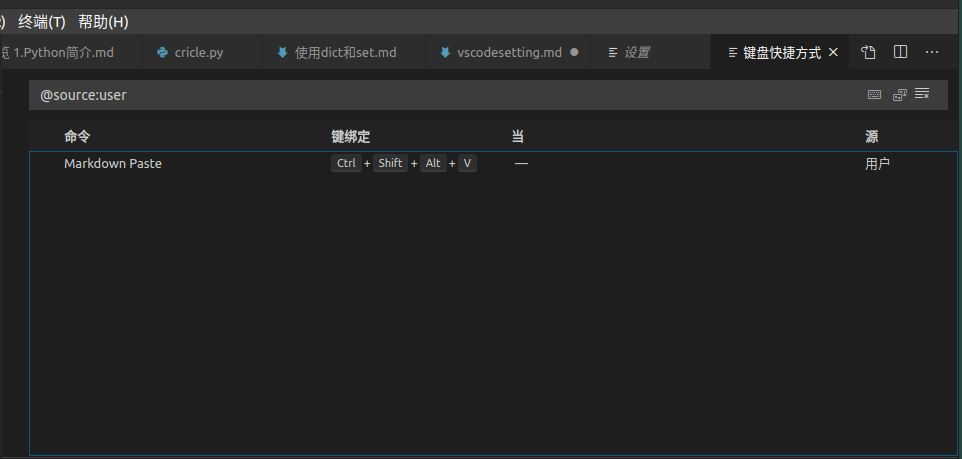 ) 终端(T) 帮助(H)
览 1.Python简介.md cricle.py 使用dict和set.md vscodesetting.md 设置 键盘快捷方式
@source:user
命令 键绑定 当 源
Markdown Paste Ctrl + Shift + Alt + V — 用户